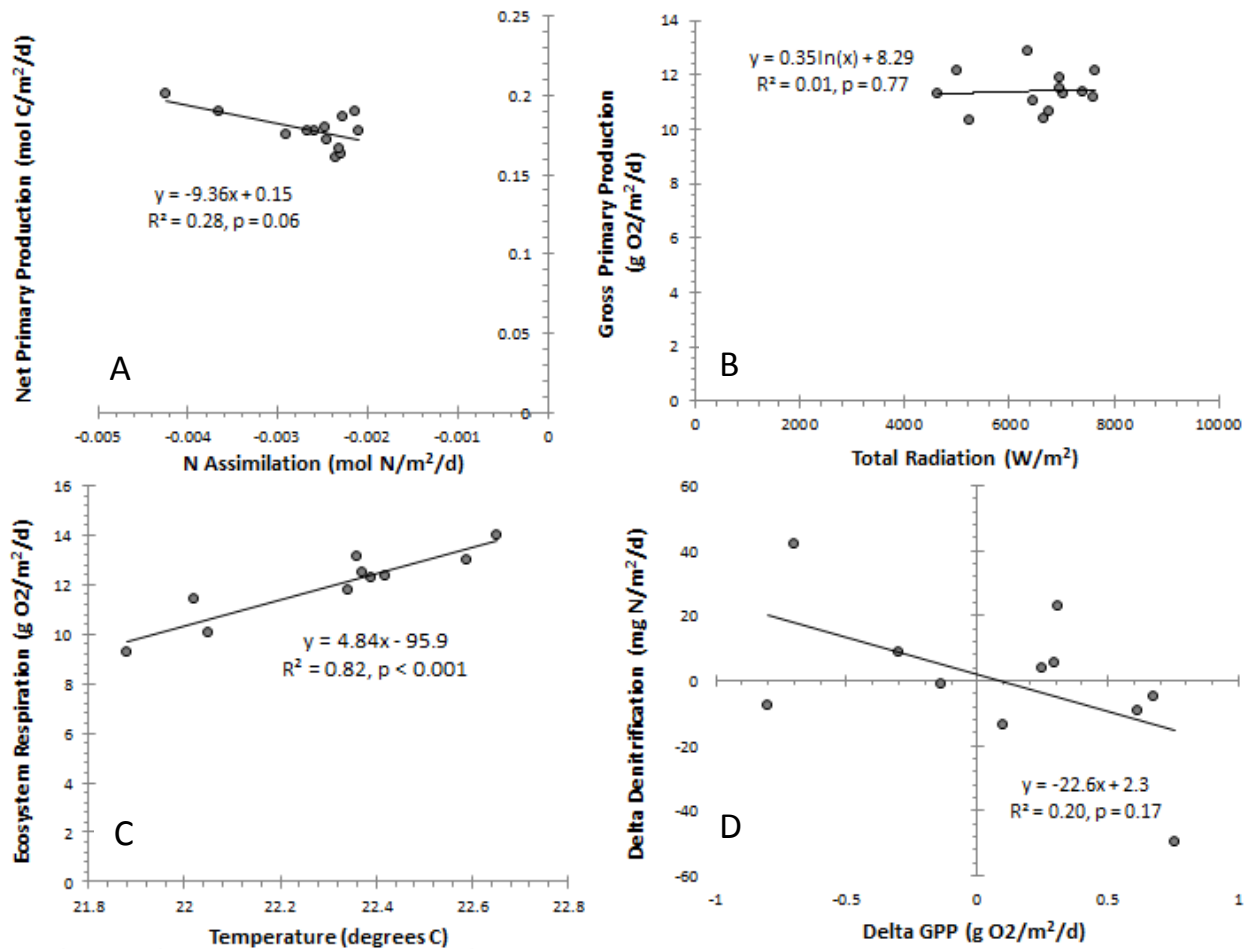 Net Primary Production (mol C/m²/d)
0.25
0.2
0.15
0.1
0.05
0
y = -9.36x + 0.15
R² = 0.28, p = 0.06
A
-0.005
-0.004
-0.003
-0.002
-0.001
0
N Assimilation (mol N/m²/d)
Gross Primary Production
(g O2/m²/d)
14
12
10
8
6
4
2
0
y = 0.35ln(x) + 8.29
R² = 0.01, p = 0.77
B
0
2000
4000
6000
8000
10000
Total Radiation (W/m²)
Ecosystem Respiration (g O2/m²/d)
16
14
12
10
8
6
4
2
0
y = 4.84x - 95.9
R² = 0.82, p < 0.001
C
21.8
22
22.2
22.4
22.6
22.8
Temperature (degrees C)
Delta Denitrification (mg N/m²/d)
60
40
20
0
-20
-40
-60
y = -22.6x + 2.3
R² = 0.20, p = 0.17
D
-1
-0.5
0
0.5
1
Delta GPP (g O2/m²/d)